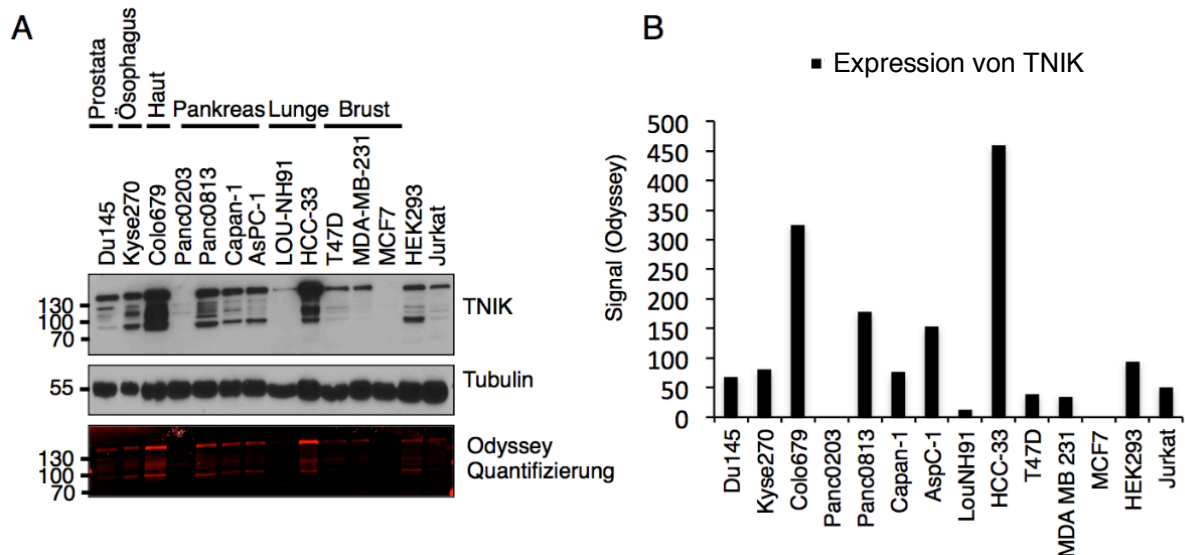 A
Prostata
Ösophagus
Haut
Pankreas
Lunge
Brust
Du145
Kyse270
Colo679
Panc0203
Panc0813
Capan-1
AsPC-1
LOU-NH91
HCC-33
T47D
MDA-MB-231
MCF7
HEK293
Jurkat
130
100
70
TNIK
55
Tubulin
130
100
70
Odyssey
Quantifizierung
B
Expression von TNIK
Signal (Odyssey)
500
450
400
350
300
250
200
150
100
50
0
Du145
Kyse270
Colo679
Panc0203
Panc0813
Capan-1
AspC-1
LouNH91
HCC-33
T47D
MDA MB 231
MCF7
HEK293
Jurkat